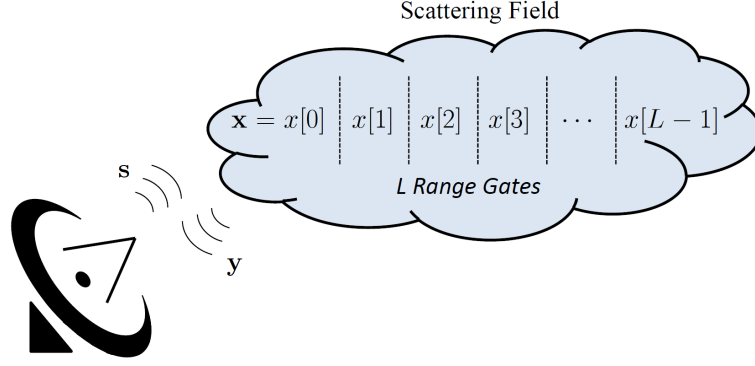 Scattering Field
x = x[0] x[1] x[2] x[3] ⋯ x[L − 1]
L Range Gates
s
y